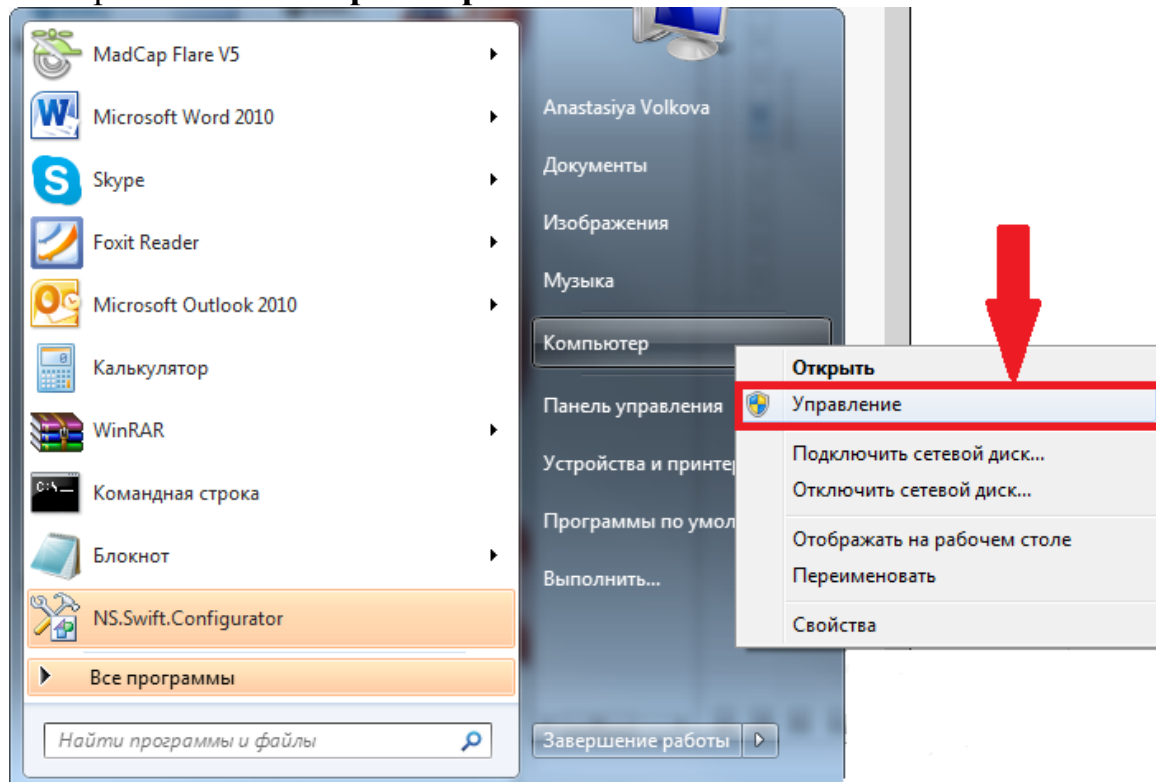 MadCap Flare V5
Microsoft Word 2010
Skype
Foxit Reader
Microsoft Outlook 2010
Калькулятор
WinRAR
C:\
Командная строка
Блокнот
NS.Swift.Configurator
Все программы
Найти программы и файлы
Anastasiya Volkova
Документы
Изображения
Музыка
Компьютер
Панель управления
Устройства и принте
Программы по умол
Выполнить...
Завершение работы
Открыть
Управление
Подключить сетевой диск...
Отключить сетевой диск...
Отображать на рабочем столе
Переименовать
Свойства